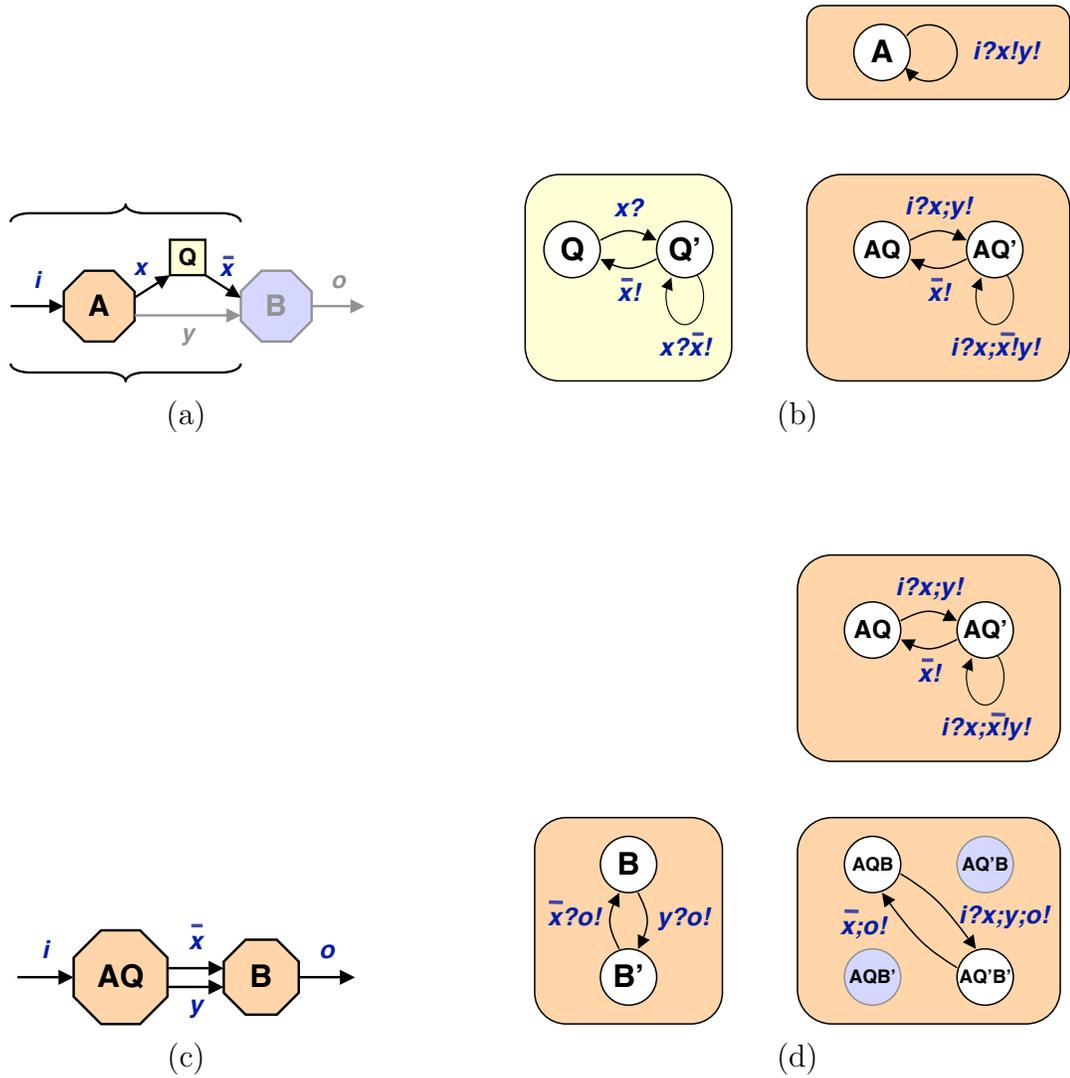 A i?x!y!
x? i?x;y!
Q Q' AQ AQ'
x̄! x̄!
x?x̄! i?x;x̄!y!
i x Q x̄ o
A B
y
(a) (b)
i?x;y!
AQ AQ'
x̄!
i?x;x̄!y!
B AQB AQ'B
x̄?o! y?o! x̄;o! i?x;y;o!
B' AQB' AQ'B'
i x̄ o
AQ B
y
(c) (d)